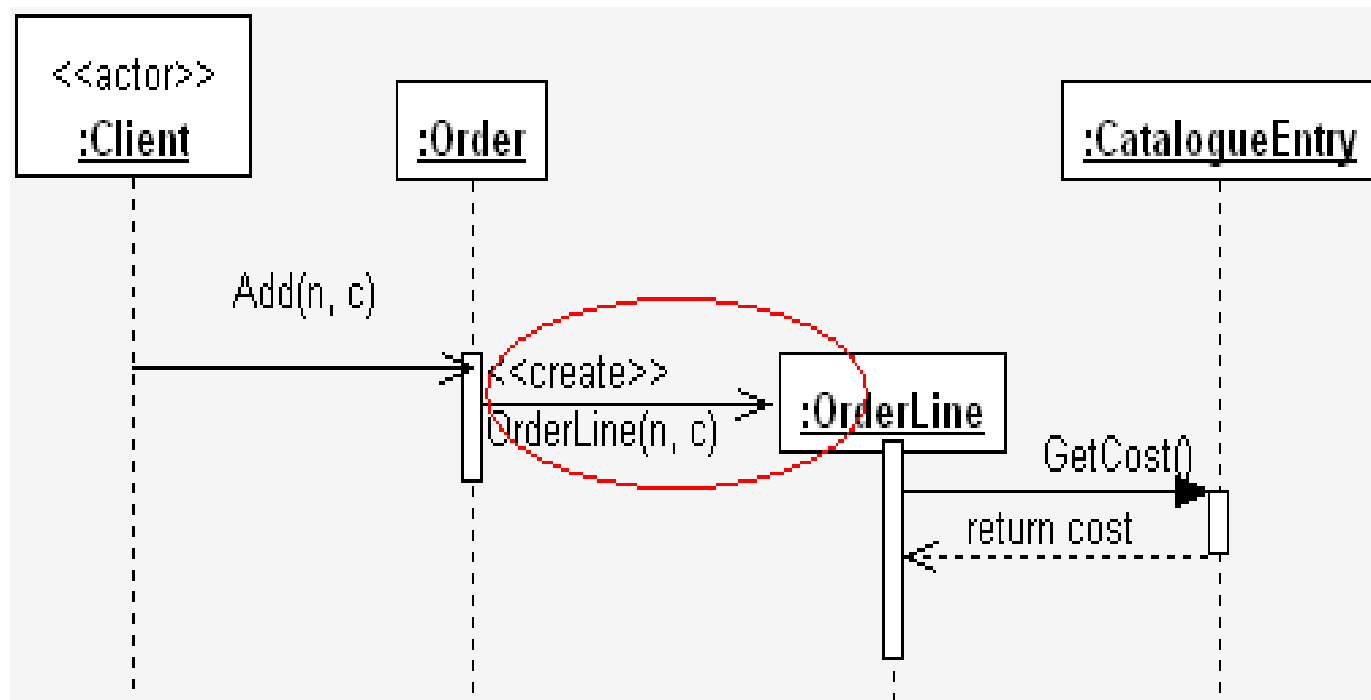 <<actor>>
:Client
:Order
:CatalogueEntry
Add(n, c)
<<create>>
OrderLine(n, c)
:OrderLine
GetCost()
return cost